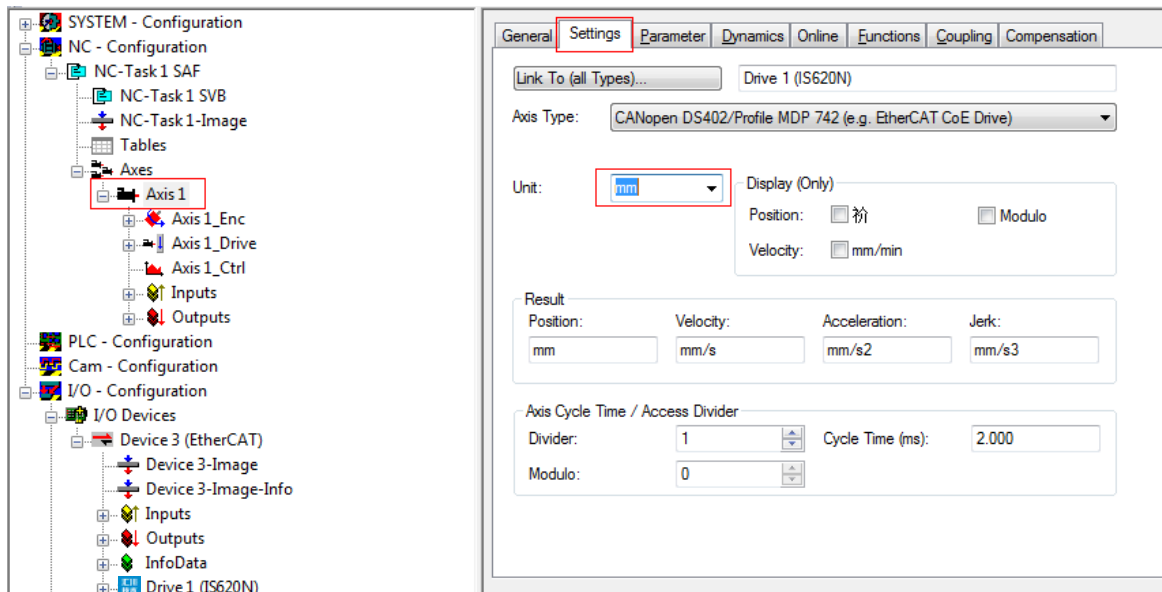 SYSTEM - Configuration
NC - Configuration
NC-Task 1 SAF
NC-Task 1 SVB
NC-Task 1-Image
Tables
Axes
Axis 1
Axis 1_Enc
Axis 1_Drive
Axis 1_Ctrl
Inputs
Outputs
PLC - Configuration
Cam - Configuration
I/O - Configuration
I/O Devices
Device 3 (EtherCAT)
Device 3-Image
Device 3-Image-Info
Inputs
Outputs
InfoData
Drive 1 (IS620N)
General Settings Parameter Dynamics Online Functions Coupling Compensation
Link To (all Types)... Drive 1 (IS620N)
Axis Type: CANopen DS402/Profile MDP 742 (e.g. EtherCAT CoE Drive)
Unit: mm
Display (Only)
Position: 祄 Modulo
Velocity: mm/min
Result
Position: Velocity: Acceleration: Jerk:
mm mm/s mm/s2 mm/s3
Axis Cycle Time / Access Divider
Divider: 1 Cycle Time (ms): 2.000
Modulo: 0